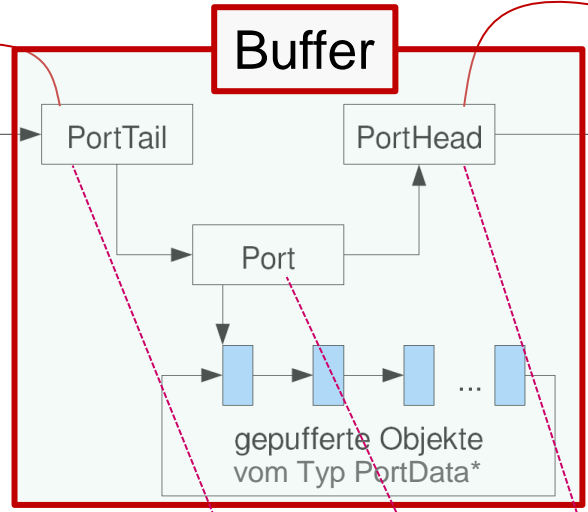 Buffer
PortTail
PortHead
Port
...
gepufferte Objekte
vom Typ PortData*